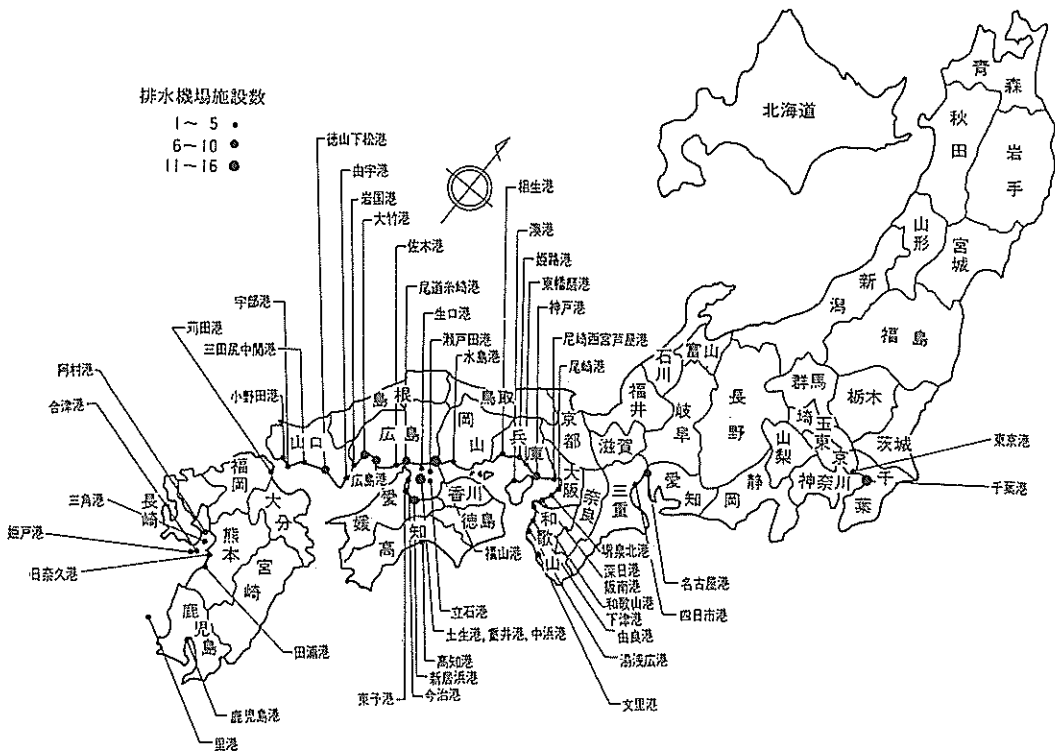 排水機場施設数
1～ 5
6～10
11～16
徳山下松港
由宇港
岩国港
大竹港
佐木港
尾道糸崎港
生口港
瀬戸田港
水島港
相生港
湊港
姫路港
東播磨港
神戸港
尼崎西宮芦屋港
尼崎港
宇部港
苅田港
三田尻中関港
阿村港
合津港
小野田港
三角港
姫戸港
日奈久港
広島港
北海道
青森
秋田
岩手
山形
宮城
新潟
福島
石川
富山
群馬
栃木
埼玉
茨城
東京
福井
岐阜
長野
山梨
神奈川
千葉
静岡
愛知
三重
滋賀
京都
大阪
奈良
和歌山
兵庫
鳥取
島根
岡山
広島
山口
香川
徳島
愛媛
高知
福岡
大分
長崎
熊本
宮崎
鹿児島
東京港
千葉港
名古屋港
四日市港
堺泉北港
深日港
阪南港
和歌山港
下津港
由良港
湯浅広港
文里港
福山港
立石港
土生港,重井港,中浜港
高知港
新居浜港
今治港
東予港
田浦港
鹿児島港
里港